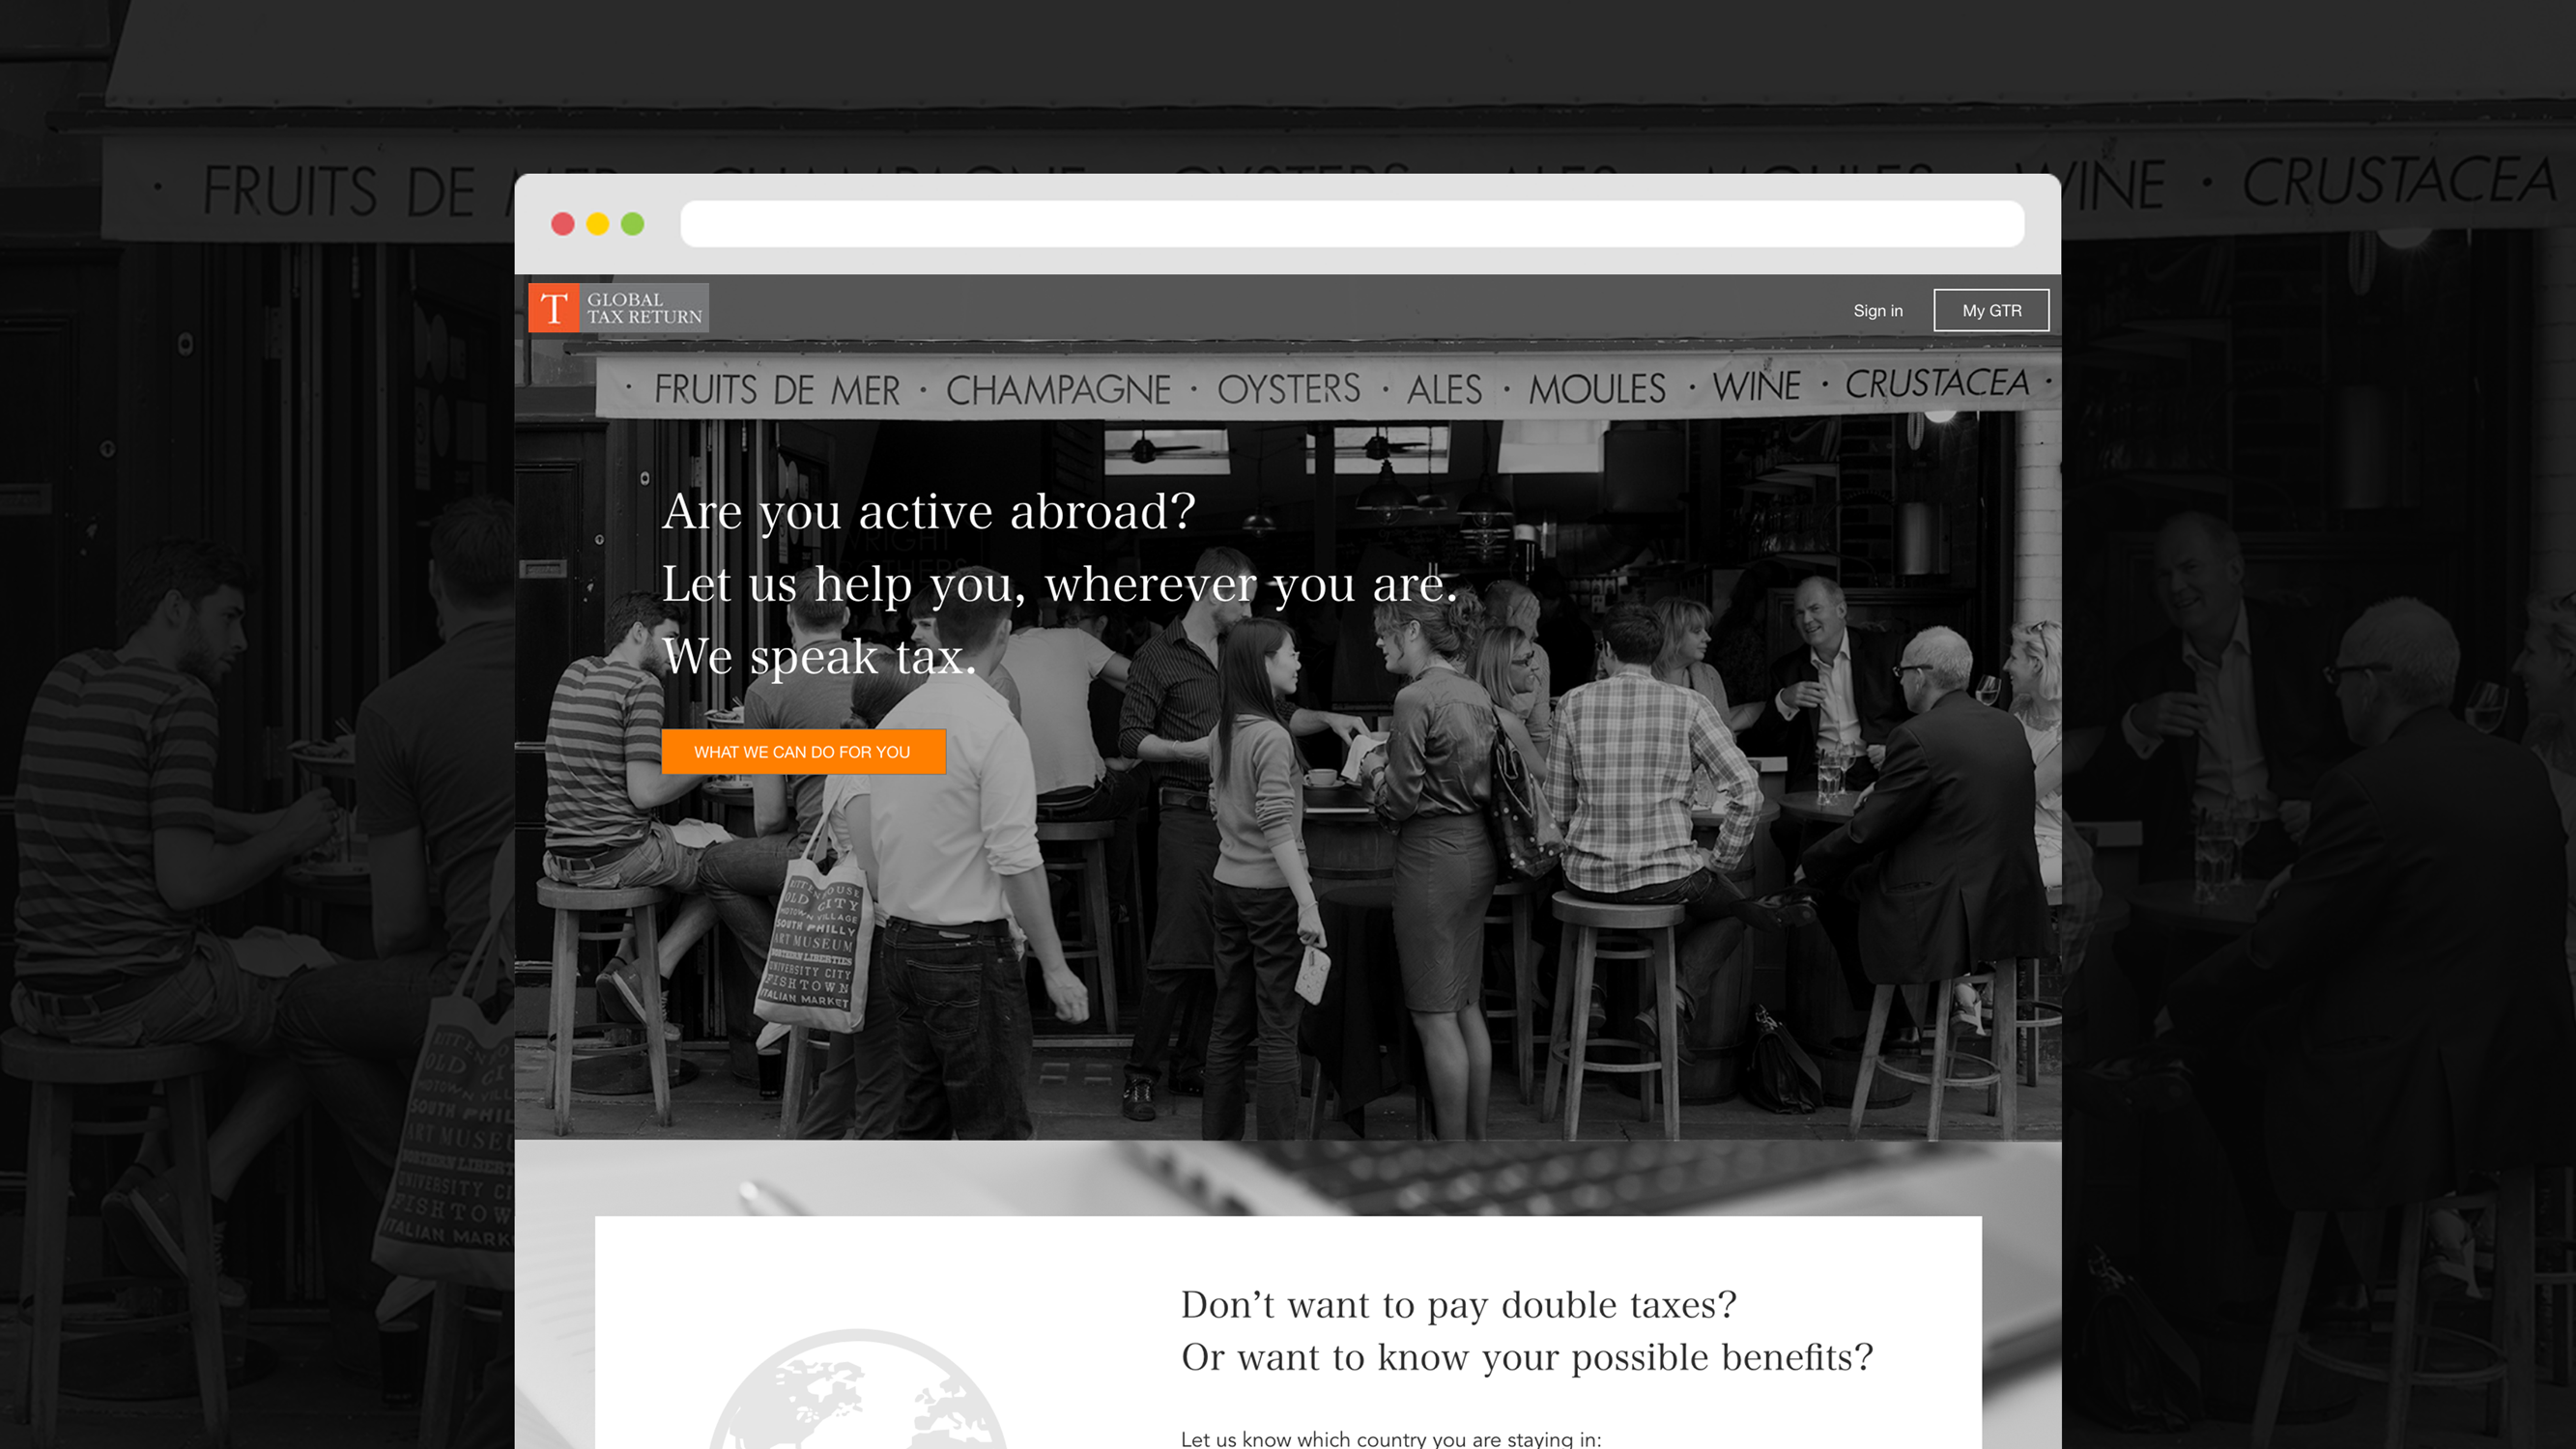 FRUITS DE
WINE · CRUSTACEA
T GLOBAL
TAX RETURN
Sign in
My GTR
· FRUITS DE MER · CHAMPAGNE · OYSTERS · ALES · MOULES · WINE · CRUSTACEA ·
Are you active abroad?
Let us help you, wherever you are.
We speak tax.
WHAT WE CAN DO FOR YOU
OLD CITY
SOUTH PHILLY
ART MUSEUM
NORTHERN LIBERTIES
UNIVERSITY CITY
FISHTOWN
ITALIAN MARKET
Don’t want to pay double taxes?
Or want to know your possible benefits?
Let us know which country you are staying in: